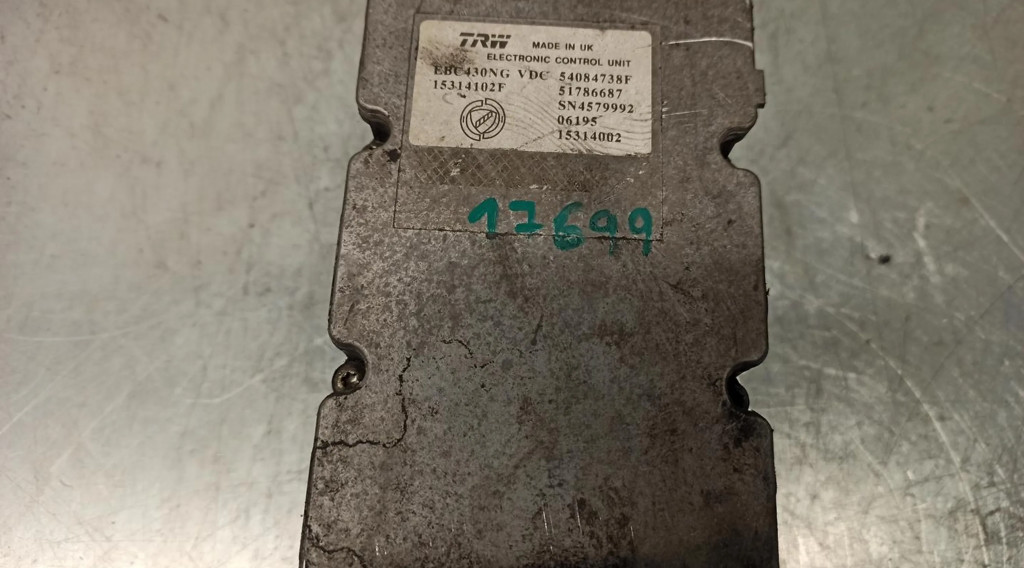 TRW MADE IN UK
ELECTRONIC CONTROL UNIT
EBC430NG VDC 54084738F
15314102F 51786687
SN4579992
06195
15314002
17699